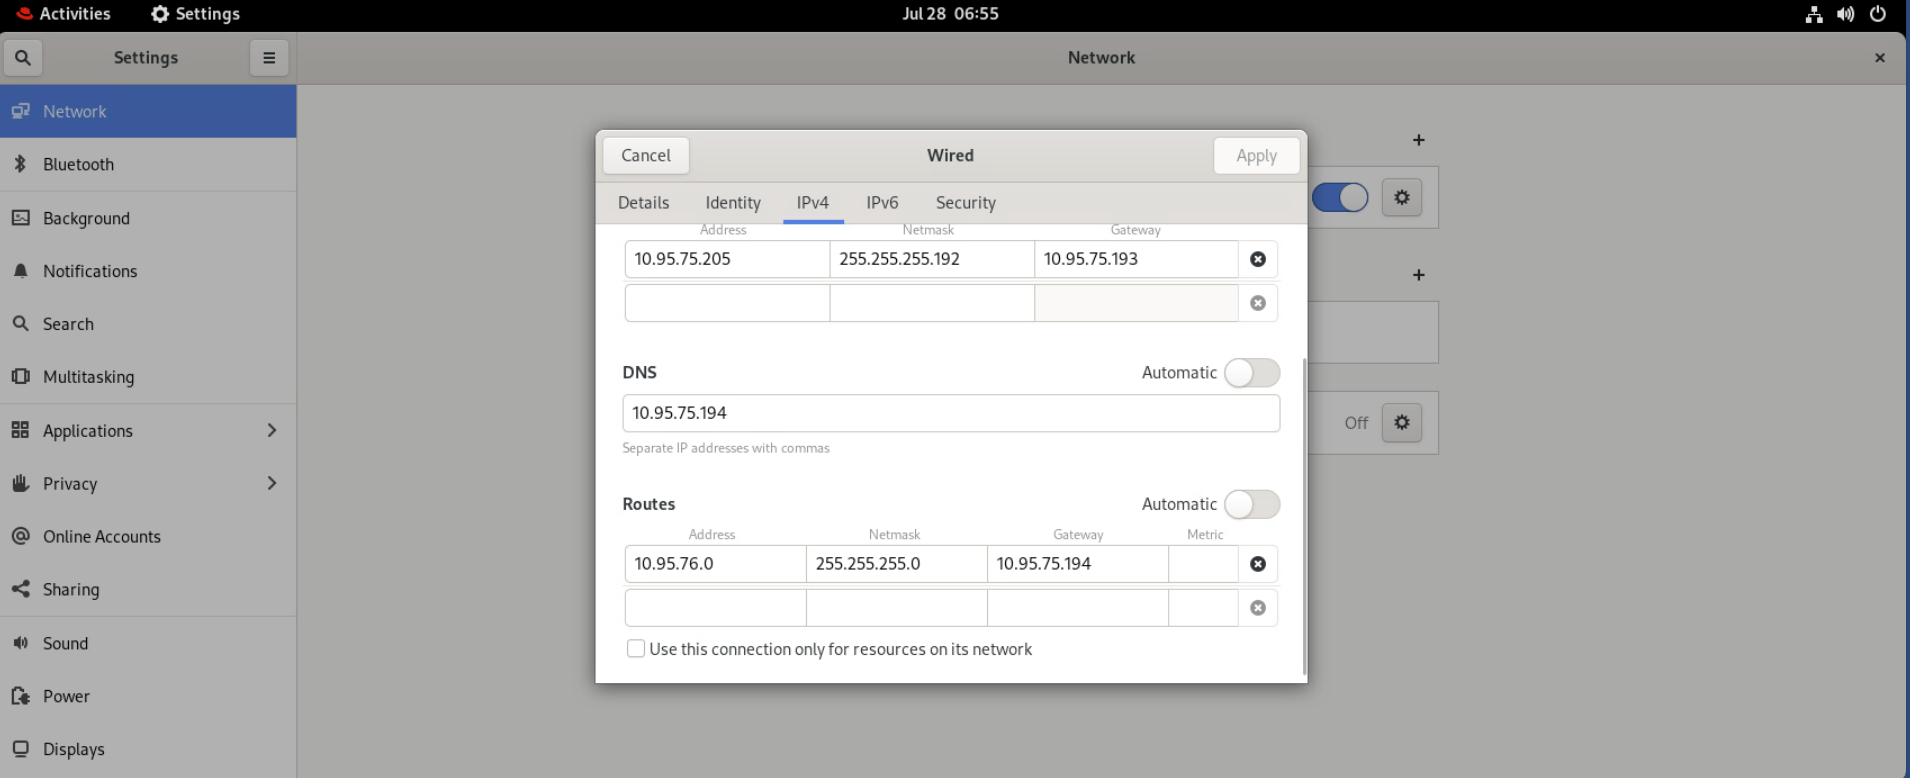 Activities Settings Jul 28 06:55
Settings Network
Network
Bluetooth
Background
Notifications
Search
Multitasking
Applications
Privacy
Online Accounts
Sharing
Sound
Power
Displays
Cancel Wired Apply
Details Identity IPv4 IPv6 Security
Address Netmask Gateway
10.95.75.205 255.255.255.192 10.95.75.193
DNS Automatic
10.95.75.194
Separate IP addresses with commas
Routes Automatic
Address Netmask Gateway Metric
10.95.76.0 255.255.255.0 10.95.75.194
Use this connection only for resources on its network
Off